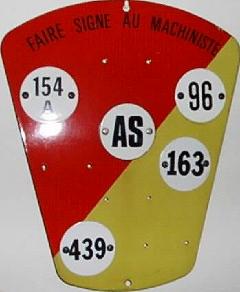 FAIRE SIGNE AU MACHINISTE
154
A
96
AS
163
439